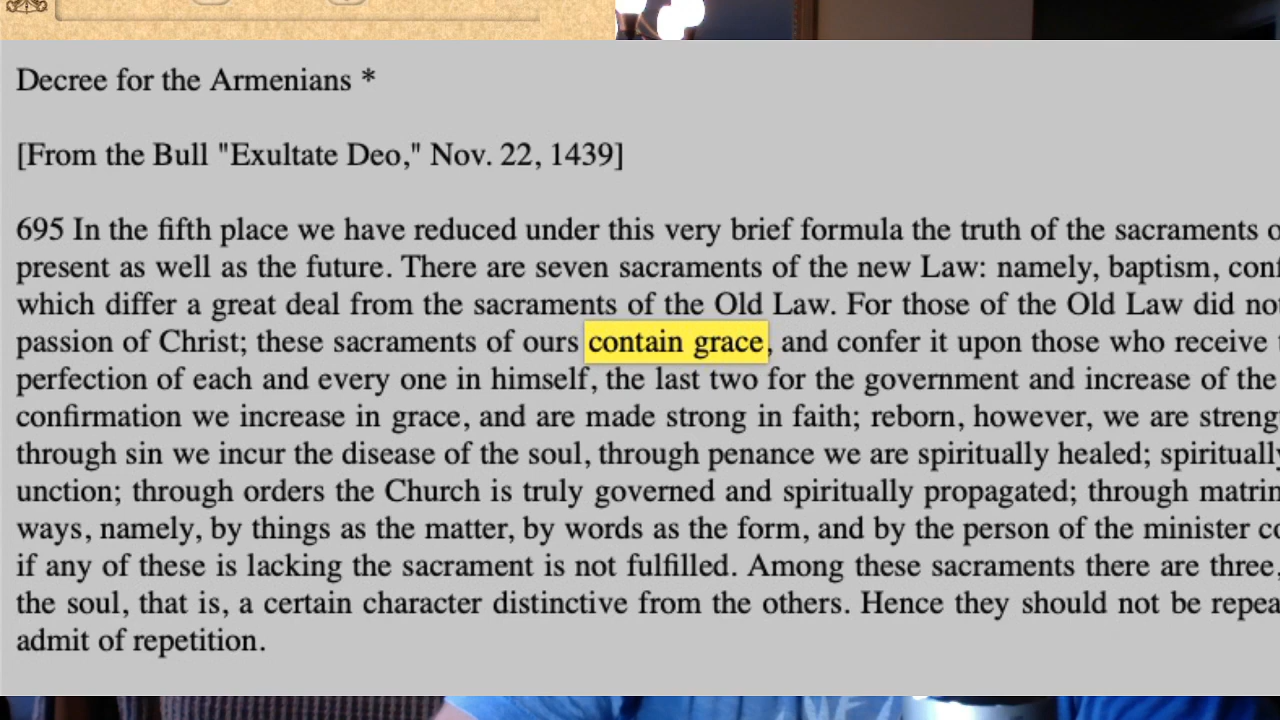 Decree for the Armenians *
[From the Bull "Exultate Deo," Nov. 22, 1439]
695 In the fifth place we have reduced under this very brief formula the truth of the sacraments
present as well as the future. There are seven sacraments of the new Law: namely, baptism,
which differ a great deal from the sacraments of the Old Law. For those of the Old Law did
passion of Christ; these sacraments of ours contain grace, and confer it upon those who receive
perfection of each and every one in himself, the last two for the government and increase of the
confirmation we increase in grace, and are made strong in faith; reborn, however, we are
through sin we incur the disease of the soul, through penance we are spiritually healed;
unction; through orders the Church is truly governed and spiritually propagated; through
ways, namely, by things as the matter, by words as the form, and by the person of the minister
if any of these is lacking the sacrament is not fulfilled. Among these sacraments there are three,
the soul, that is, a certain character distinctive from the others. Hence they should not be
admit of repetition.